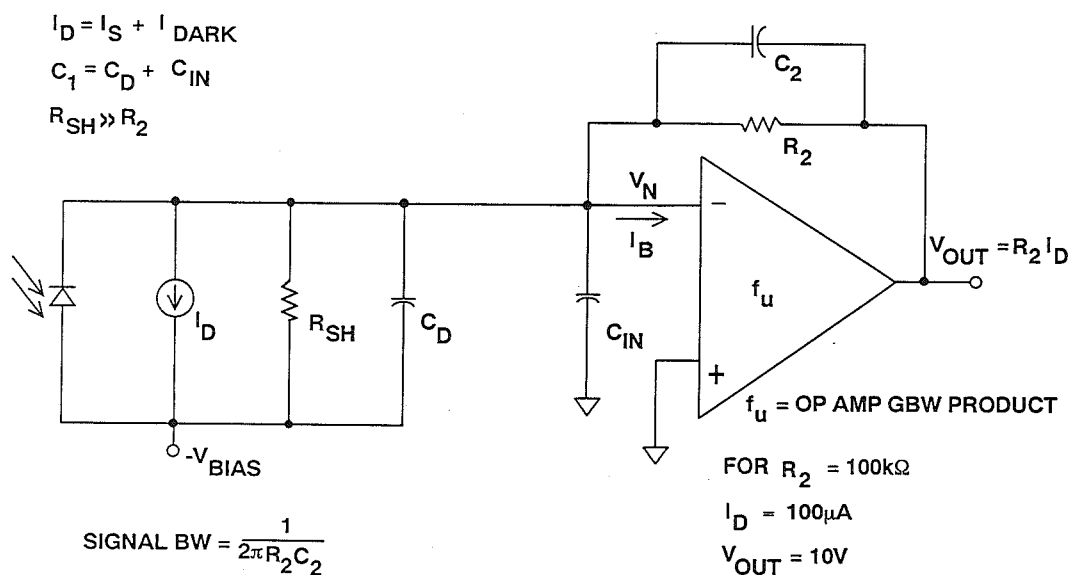 I_D = I_S + I_DARK
C_1 = C_D + C_IN
R_SH >> R_2
C_2
R_2
V_N
I_B
−
+
f_u
V_OUT = R_2 I_D
I_D
R_SH
C_D
C_IN
-V_BIAS
f_u = OP AMP GBW PRODUCT
FOR R_2 = 100kΩ
I_D = 100µA
V_OUT = 10V
SIGNAL BW = 1 / 2πR_2C_2